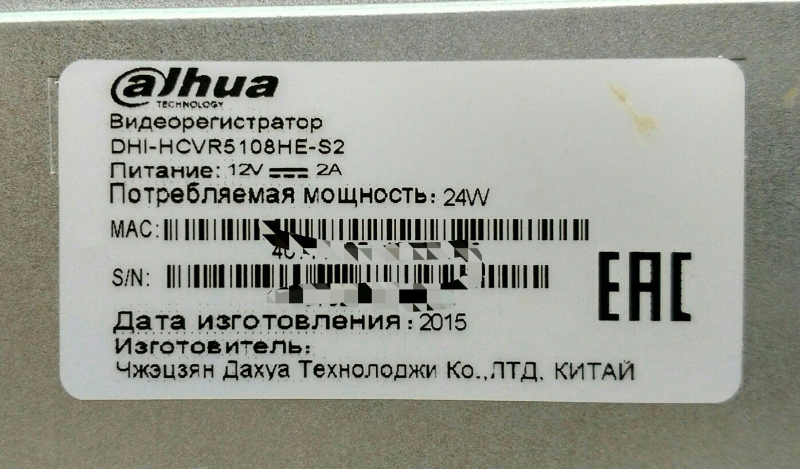 alhua
TECHNOLOGY
Видеорегистратор
DHI-HCVR5108HE-S2
Питание: 12V 2A
Потребляемая мощность: 24W
MAC:
S/N:
EAC
Дата изготовления: 2015
Изготовитель:
Чжэцзян Дахуа Технолоджи Ко.,ЛТД. КИТАЙ